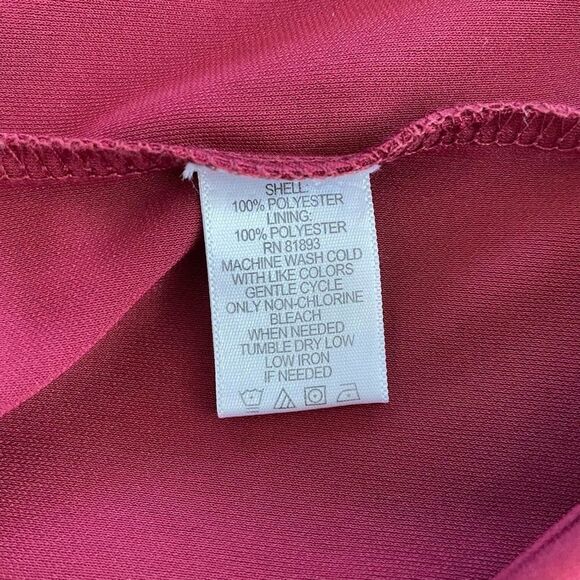 SHELL:
100% POLYESTER
LINING:
100% POLYESTER
RN 81893
MACHINE WASH COLD
WITH LIKE COLORS
GENTLE CYCLE
ONLY NON-CHLORINE
BLEACH
WHEN NEEDED
TUMBLE DRY LOW
LOW IRON
IF NEEDED